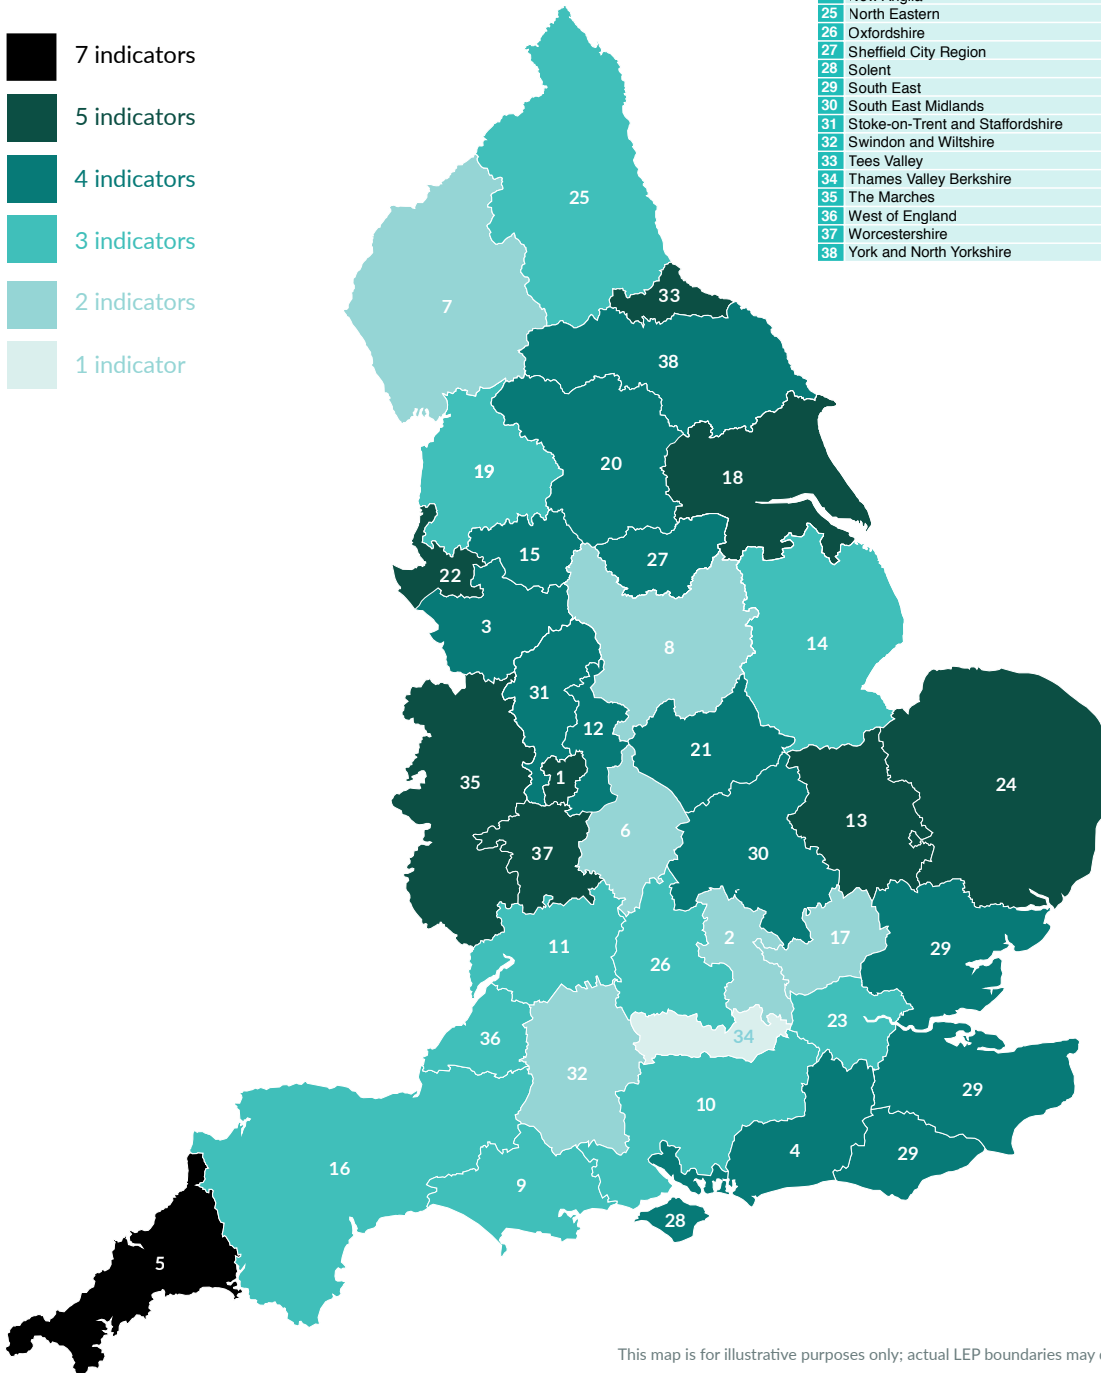 25 North Eastern
26 Oxfordshire
27 Sheffield City Region
28 Solent
29 South East
30 South East Midlands
31 Stoke-on-Trent and Staffordshire
32 Swindon and Wiltshire
33 Tees Valley
34 Thames Valley Berkshire
35 The Marches
36 West of England
37 Worcestershire
38 York and North Yorkshire
7 indicators
5 indicators
4 indicators
3 indicators
2 indicators
1 indicator
25
33
7
38
20
19
18
15
27
22
3
8
14
31
12
21
1
35
24
13
6
37
30
2
17
11
29
26
23
36
34
32
29
10
4
29
16
9
28
5
This map is for illustrative purposes only; actual LEP boundaries may